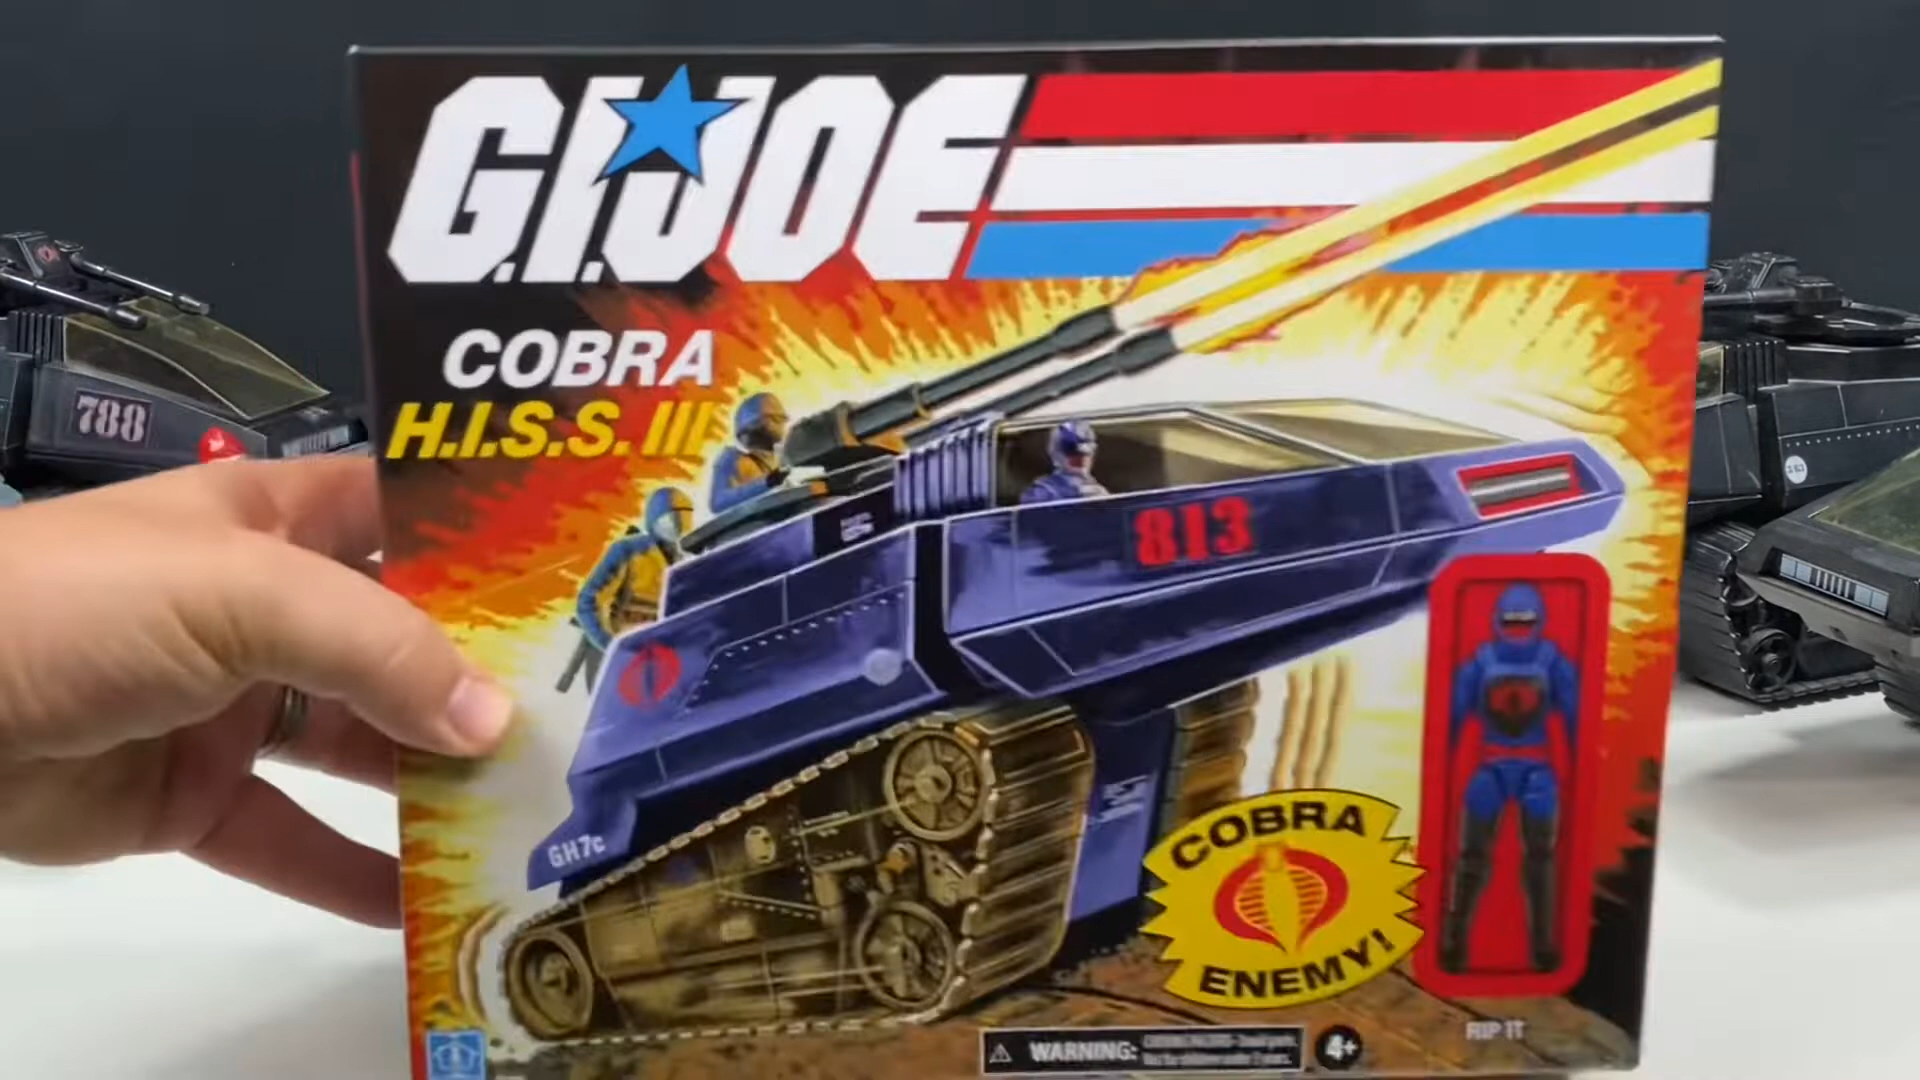 G.I.JOE
COBRA
H.I.S.S. III
788
813
GH7c
COBRA
ENEMY!
WARNING:
4+
RIP IT